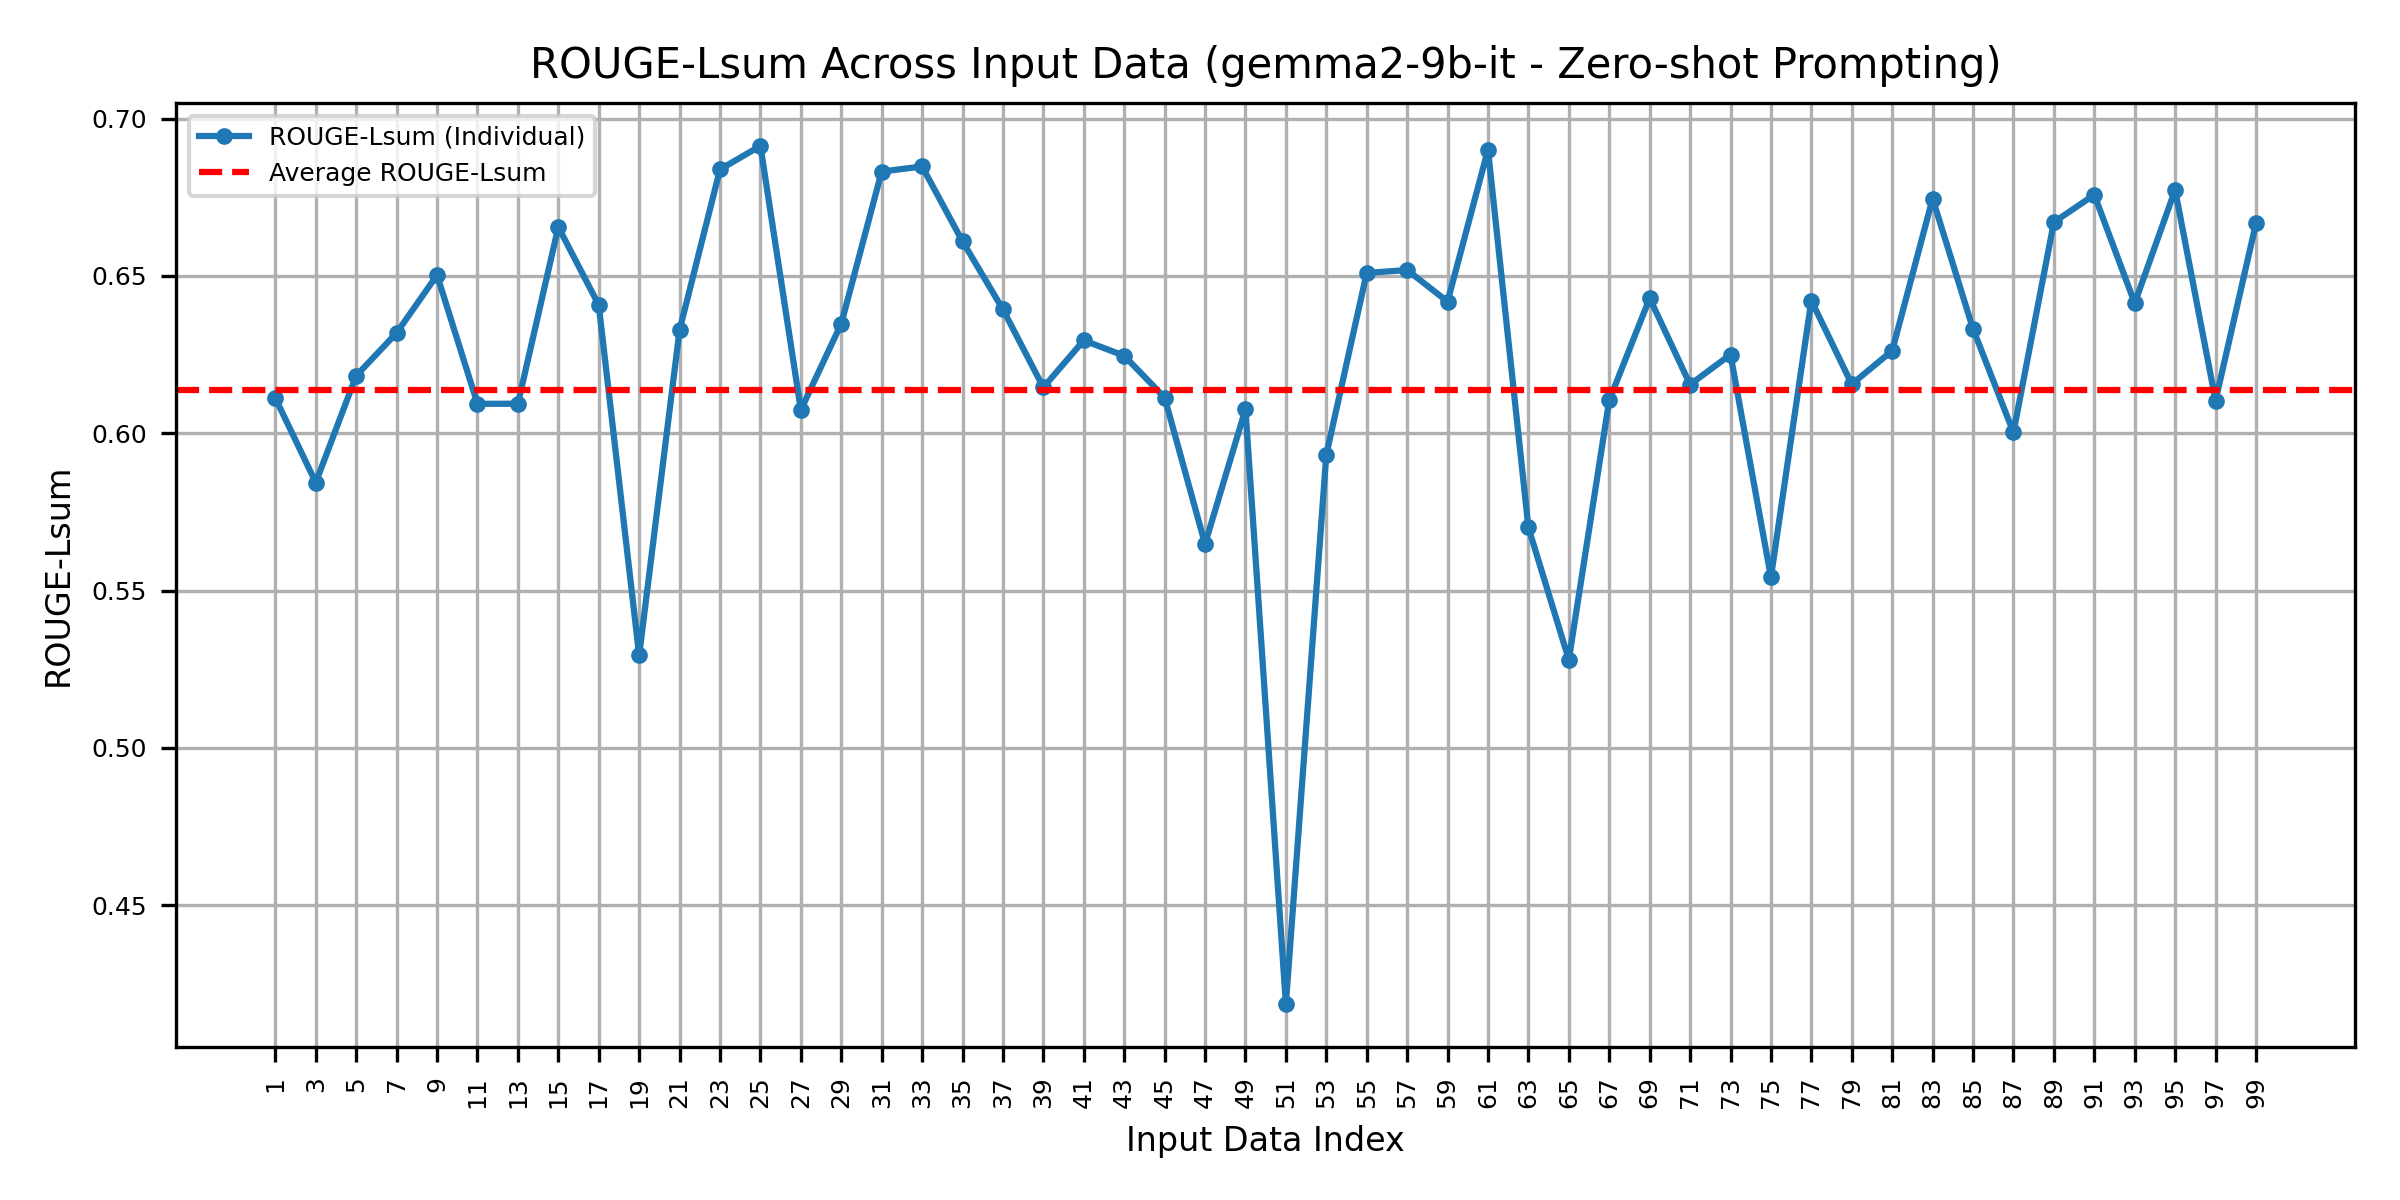 ROUGE-Lsum Across Input Data (gemma2-9b-it - Zero-shot Prompting)
ROUGE-Lsum (Individual)
Average ROUGE-Lsum
0.70
0.65
0.60
0.55
0.50
0.45
ROUGE-Lsum
1 3 5 7 9 11 13 15 17 19 21 23 25 27 29 31 33 35 37 39 41 43 45 47 49 51 53 55 57 59 61 63 65 67 69 71 73 75 77 79 81 83 85 87 89 91 93 95 97 99
Input Data Index